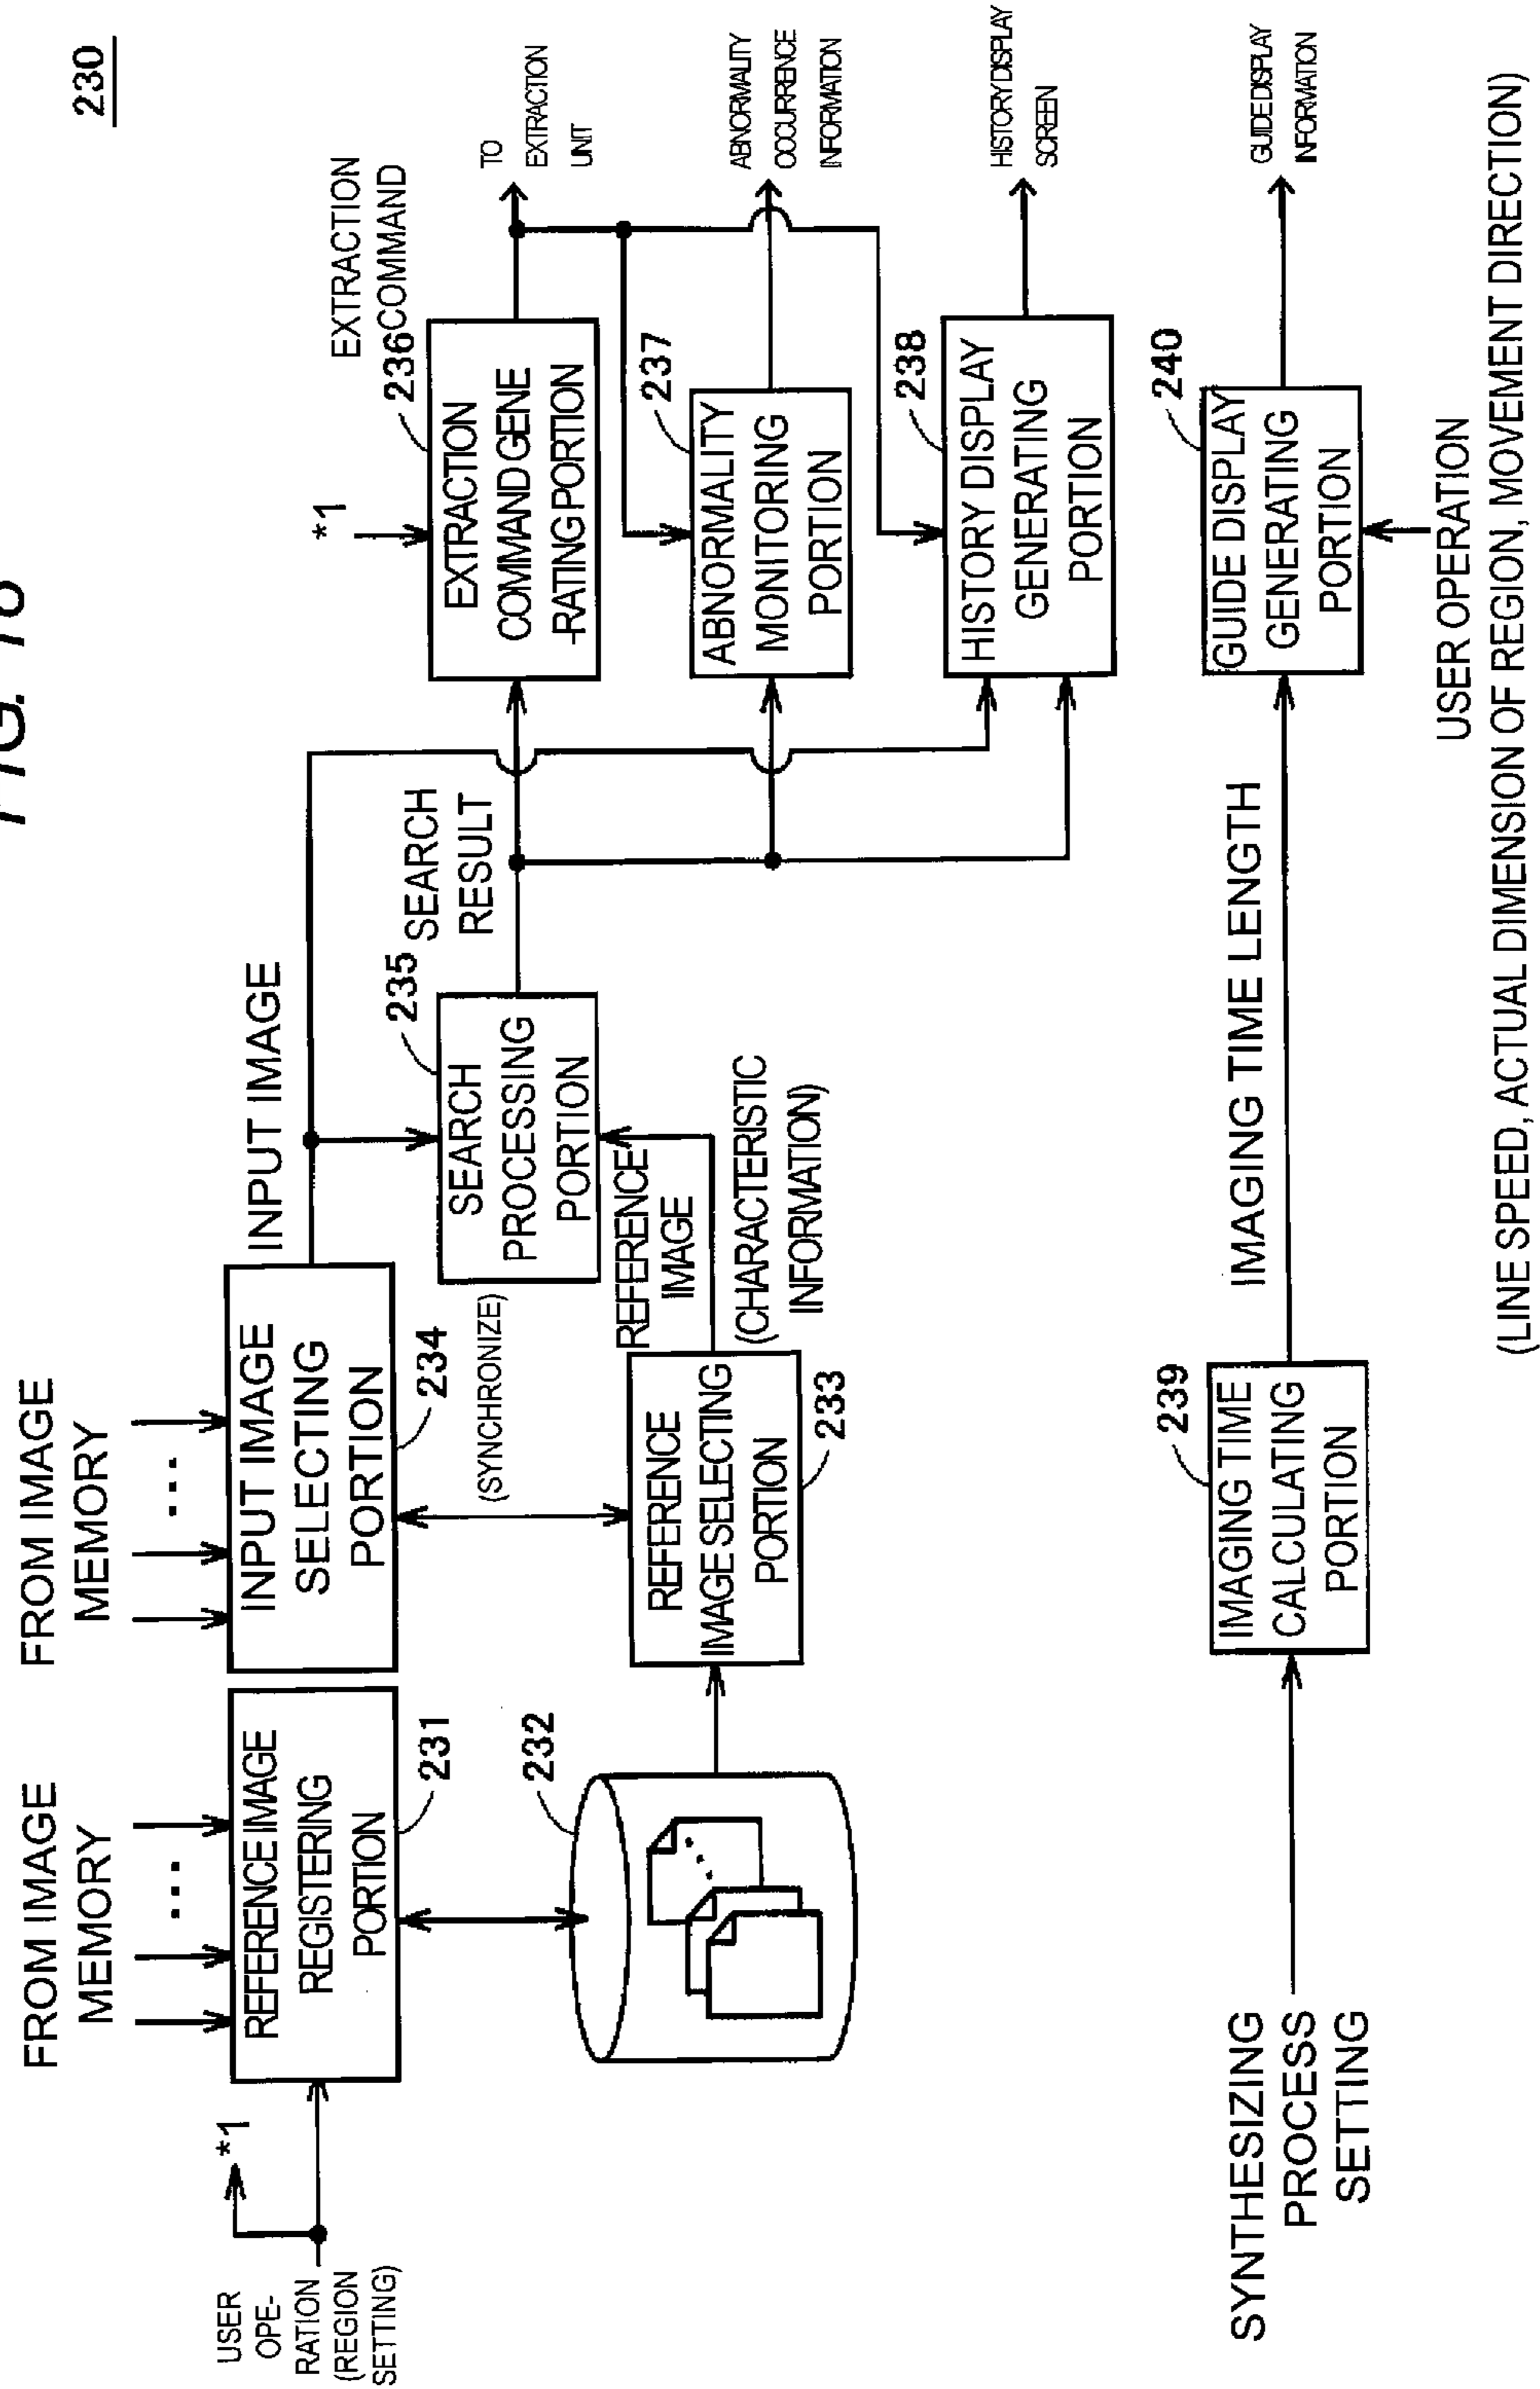 FIG.
230
FROM IMAGE
MEMORY
...
FROM IMAGE
MEMORY
...
USER
OPE-
RATION
(REGION
SETTING)
*1
REFERENCE IMAGE
REGISTERING
PORTION
231
232
INPUT IMAGE
SELECTING
PORTION
234
(SYNCHRONIZE)
REFERENCE
IMAGE SELECTING
PORTION
233
INPUT IMAGE
REFERENCE
IMAGE
(CHARACTERISTIC
INFORMATION)
235
SEARCH
PROCESSING
PORTION
SEARCH
RESULT
*1
236
EXTRACTION
COMMAND GENE
-RATING PORTION
EXTRACTION
COMMAND
TO
EXTRACTION
UNIT
237
ABNORMALITY
MONITORING
PORTION
ABNORMALITY
OCCURRENCE
INFORMATION
238
HISTORY DISPLAY
GENERATING
PORTION
HISTORY DISPLAY
SCREEN
SYNTHESIZING
PROCESS
SETTING
239
IMAGING TIME
CALCULATING
PORTION
IMAGING TIME LENGTH
240
GUIDE DISPLAY
GENERATING
PORTION
GUIDE DISPLAY
INFORMATION
USER OPERATION
(LINE SPEED, ACTUAL DIMENSION OF REGION, MOVEMENT DIRECTION)